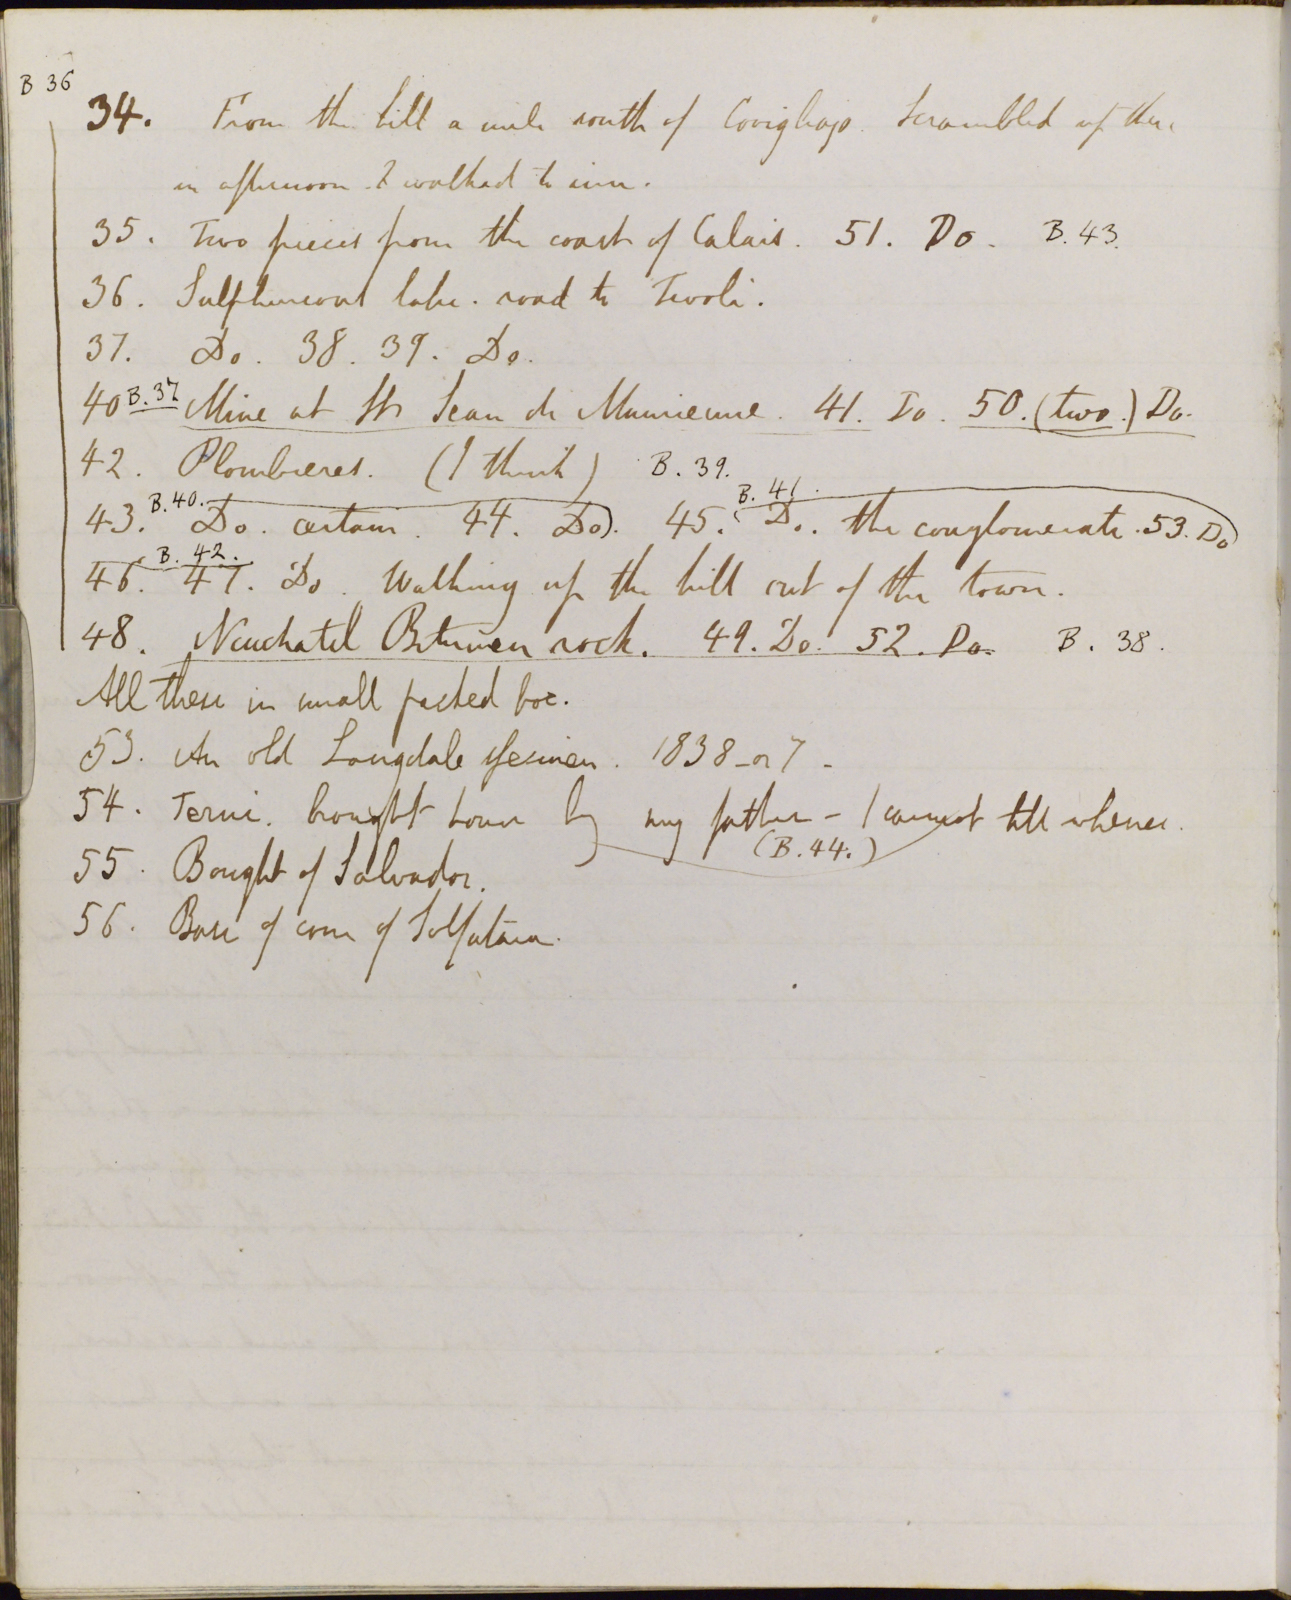 B 36
34. From the hill a mile south of Covigliajo. Scrambled up there
in afternoon & walked to inn.
35. Two pieces from the coast of Calais. 51. Do. B. 43.
36. Sulphureous lake. road to Tivoli.
37. Do. 38. 39. Do.
40 B. 37 Mine at St Jean de Maurienne. 41. Do. 50. (two.) Do.
42. Plombieres. (I think) B. 39.
B. 40. B. 41.
43. Do. certain. 44. Do). 45. Do. the conglomerate. 53. Do
B. 42.
46. 47. Do. Walking up the hill out of the town.
48. Neuchatel Bitumen rock. 49. Do. 52. Do. B. 38.
All these in small packed box.
53. An old Langdale specimen. 1838 - or 7 -
54. Terni. brought home by my father - I cannot tell whence.
(B. 44.)
55. Bought of Salvador.
56. Base of cone of Solfatara.